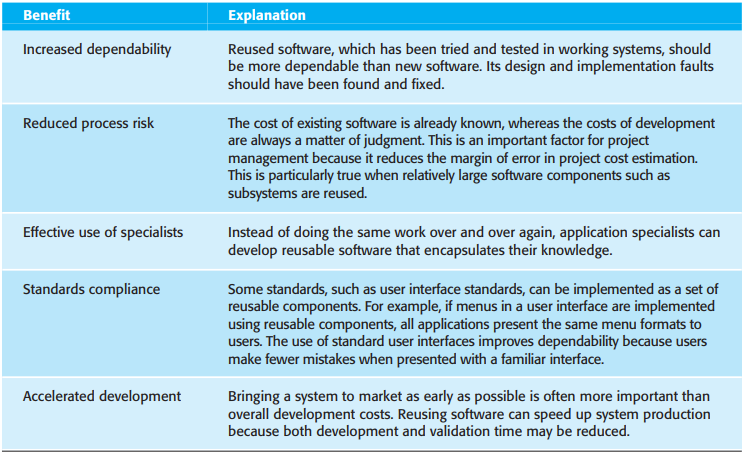 Benefit Explanation
Increased dependability Reused software, which has been tried and tested in working systems, should
be more dependable than new software. Its design and implementation faults
should have been found and fixed.
Reduced process risk The cost of existing software is already known, whereas the costs of development
are always a matter of judgment. This is an important factor for project
management because it reduces the margin of error in project cost estimation.
This is particularly true when relatively large software components such as
subsystems are reused.
Effective use of specialists Instead of doing the same work over and over again, application specialists can
develop reusable software that encapsulates their knowledge.
Standards compliance Some standards, such as user interface standards, can be implemented as a set of
reusable components. For example, if menus in a user interface are implemented
using reusable components, all applications present the same menu formats to
users. The use of standard user interfaces improves dependability because users
make fewer mistakes when presented with a familiar interface.
Accelerated development Bringing a system to market as early as possible is often more important than
overall development costs. Reusing software can speed up system production
because both development and validation time may be reduced.